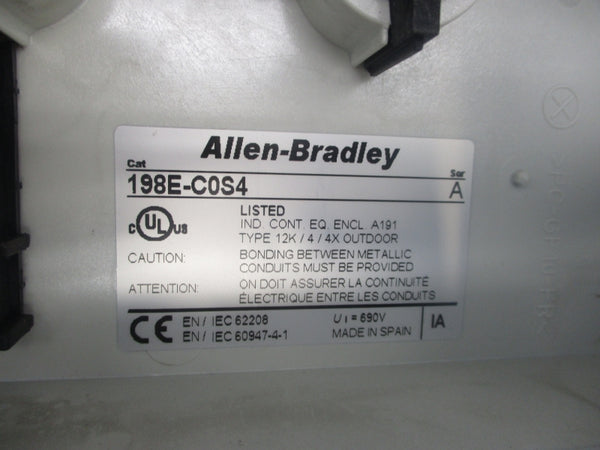 Allen-Bradley
Cat Ser
198E-C0S4 A
C UL US LISTED
IND. CONT. EQ. ENCL. A191
TYPE 12K / 4 / 4X OUTDOOR
CAUTION: BONDING BETWEEN METALLIC
CONDUITS MUST BE PROVIDED
ATTENTION: ON DOIT ASSURER LA CONTINUITÉ
ÉLECTRIQUE ENTRE LES CONDUITS
CE EN / IEC 62208 Ui = 690V IA
EN / IEC 60947-4-1 MADE IN SPAIN